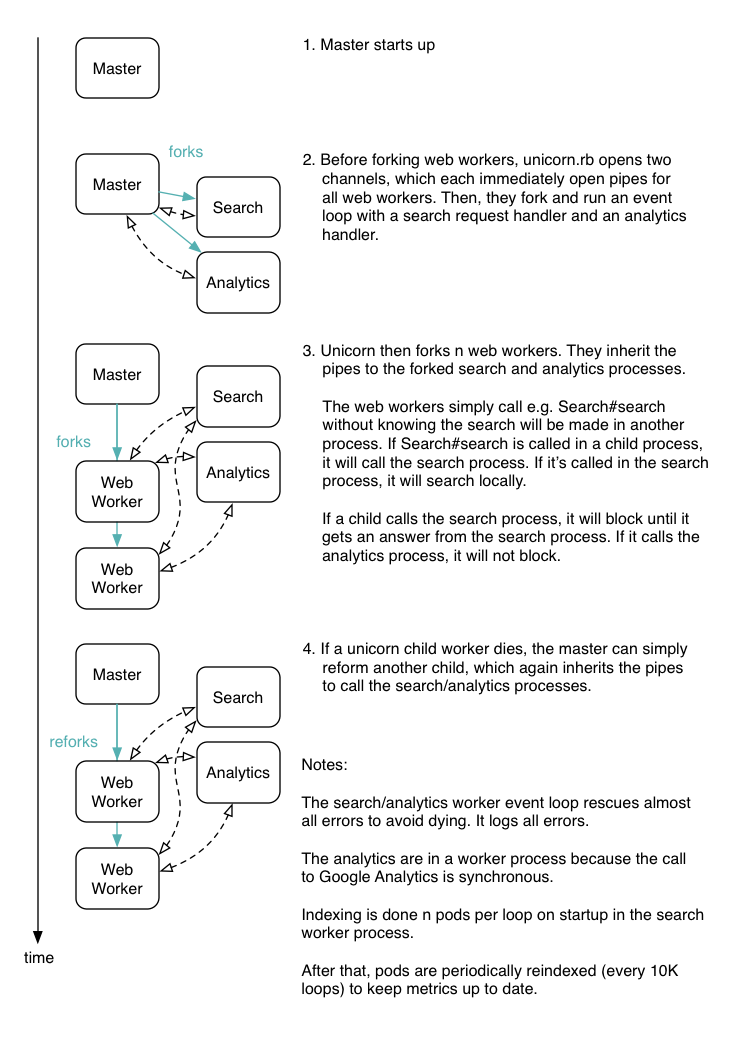 1. Master starts up
Master
forks
Master
Search
Analytics
2. Before forking web workers, unicorn.rb opens two
channels, which each immediately open pipes for
all web workers. Then, they fork and run an event
loop with a search request handler and an analytics
handler.
Master
Search
forks
Analytics
Web
Worker
Web
Worker
3. Unicorn then forks n web workers. They inherit the
pipes to the forked search and analytics processes.
The web workers simply call e.g. Search#search
without knowing the search will be made in another
process. If Search#search is called in a child process,
it will call the search process. If it's called in the search
process, it will search locally.
If a child calls the search process, it will block until it
gets an answer from the search process. If it calls the
analytics process, it will not block.
Master
Search
reforks
Analytics
Web
Worker
Web
Worker
4. If a unicorn child worker dies, the master can simply
reform another child, which again inherits the pipes
to call the search/analytics processes.
Notes:
The search/analytics worker event loop rescues almost
all errors to avoid dying. It logs all errors.
The analytics are in a worker process because the call
to Google Analytics is synchronous.
Indexing is done n pods per loop on startup in the search
worker process.
After that, pods are periodically reindexed (every 10K
loops) to keep metrics up to date.
time